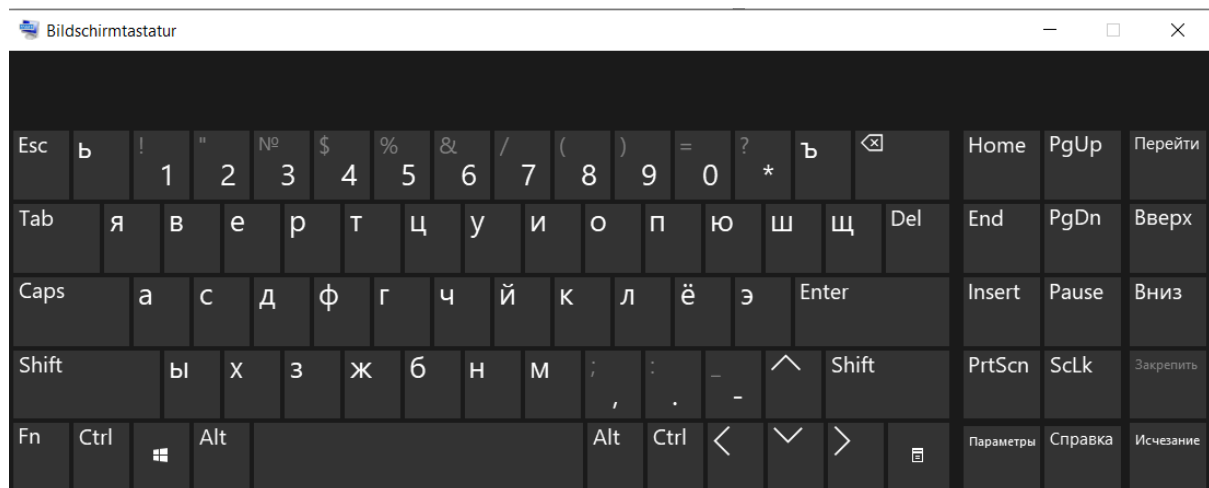 Bildschirmtastatur
Esc ь ! 1 " 2 № 3 $ 4 % 5 & 6 / 7 ( 8 ) 9 = 0 ? * ъ Home PgUp Перейти
Tab я в е р т ц у и о п ю ш щ Del End PgDn Вверх
Caps а с д ф г ч й к л ё э Enter Insert Pause Вниз
Shift ы х з ж б н м ; , : . _ - Shift PrtScn ScLk Закрепить
Fn Ctrl Alt Alt Ctrl Параметры Справка Исчезание